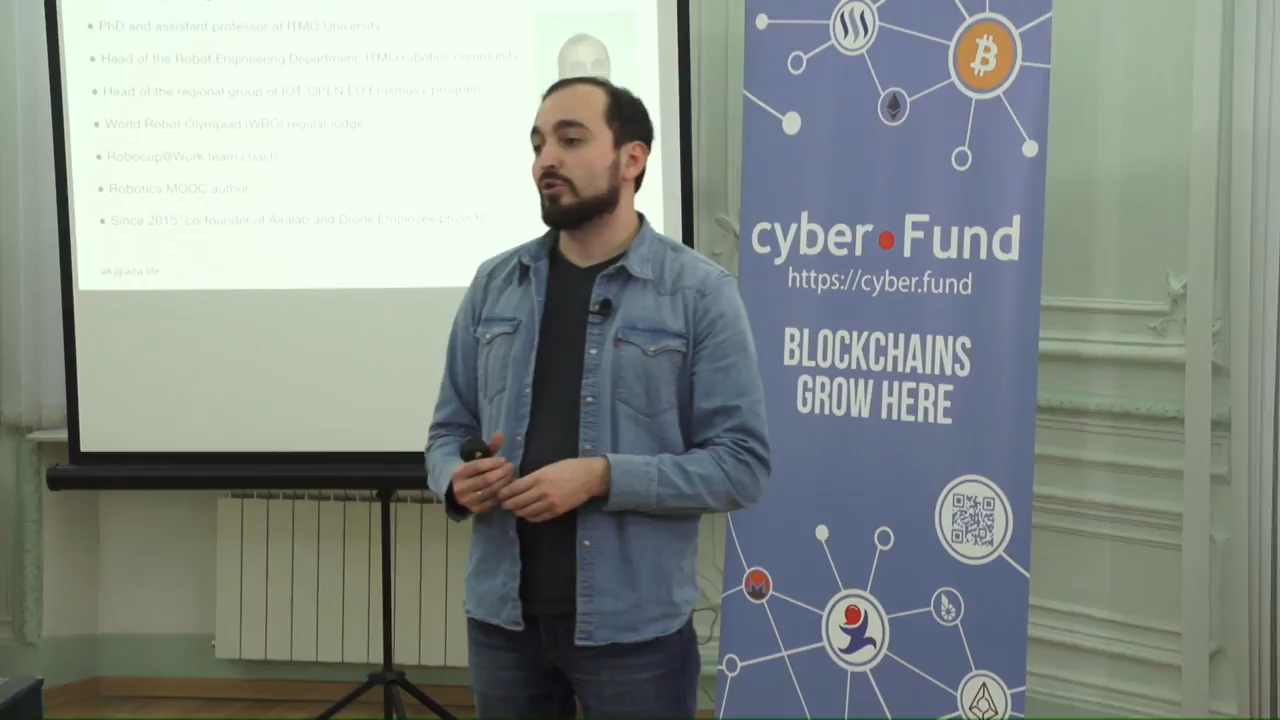 PhD and assistant professor at ITMO University
Head of the Robot Engineering Department, ITMO robotics community
Head of the regional group of IOT-OPEN.EU Erasmus+ program
World Robot Olympiad (WRO) regular judge
Robocup@Work team coach
Robotics MOOC author
Since 2015, co-founder of Airalab and Drone Employee projects
ak@aira.life
cyber•Fund
https://cyber.fund
BLOCKCHAINS
GROW HERE